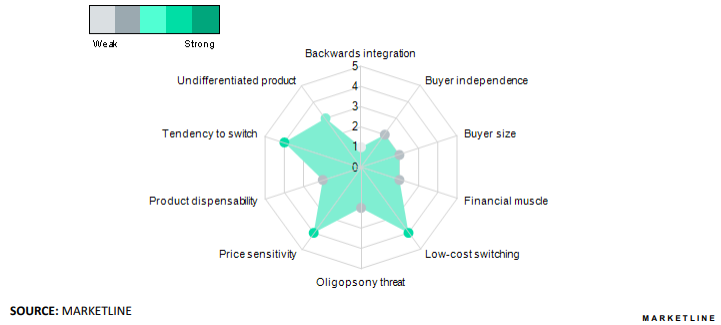 Weak Strong
Backwards integration
Undifferentiated product
Buyer independence
Tendency to switch
Buyer size
Product dispensability
Financial muscle
Price sensitivity
Low-cost switching
Oligopsony threat
5
4
3
2
1
0
SOURCE: MARKETLINE
MARKETLINE